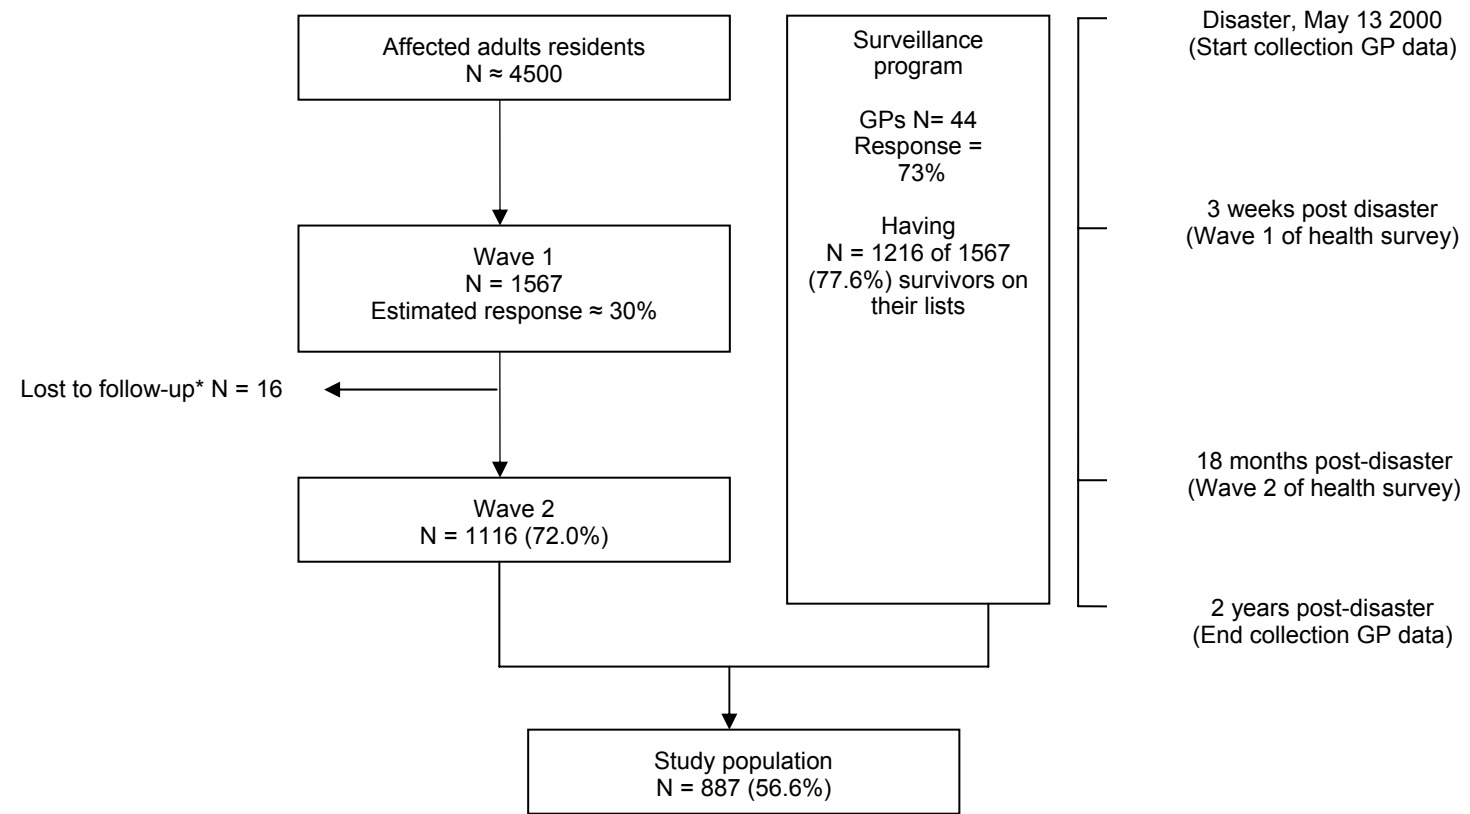 Affected adults residents
N ≈ 4500
Wave 1
N = 1567
Estimated response ≈ 30%
Lost to follow-up* N = 16
Wave 2
N = 1116 (72.0%)
Surveillance
program
GPs N= 44
Response =
73%
Having
N = 1216 of 1567
(77.6%) survivors on
their lists
Disaster, May 13 2000
(Start collection GP data)
3 weeks post disaster
(Wave 1 of health survey)
18 months post-disaster
(Wave 2 of health survey)
2 years post-disaster
(End collection GP data)
Study population
N = 887 (56.6%)